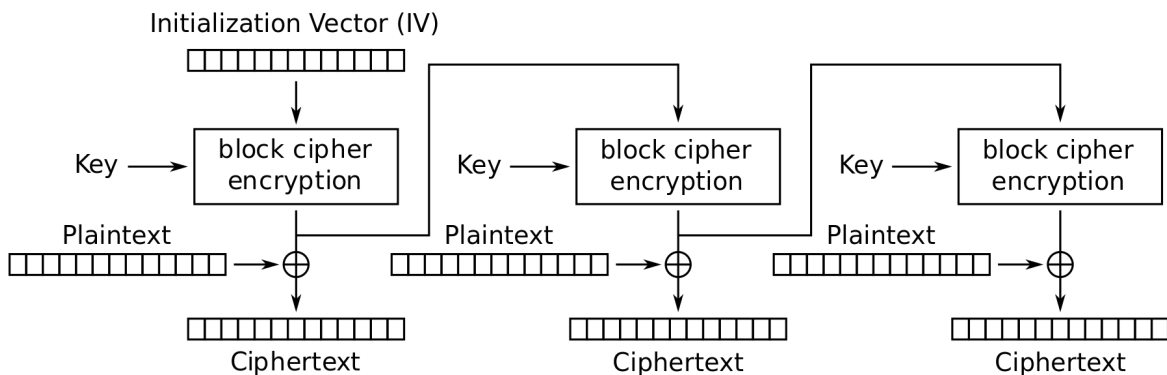 Initialization Vector (IV)
Key
block cipher
encryption
Key
block cipher
encryption
Key
block cipher
encryption
Plaintext
Plaintext
Plaintext
Ciphertext
Ciphertext
Ciphertext